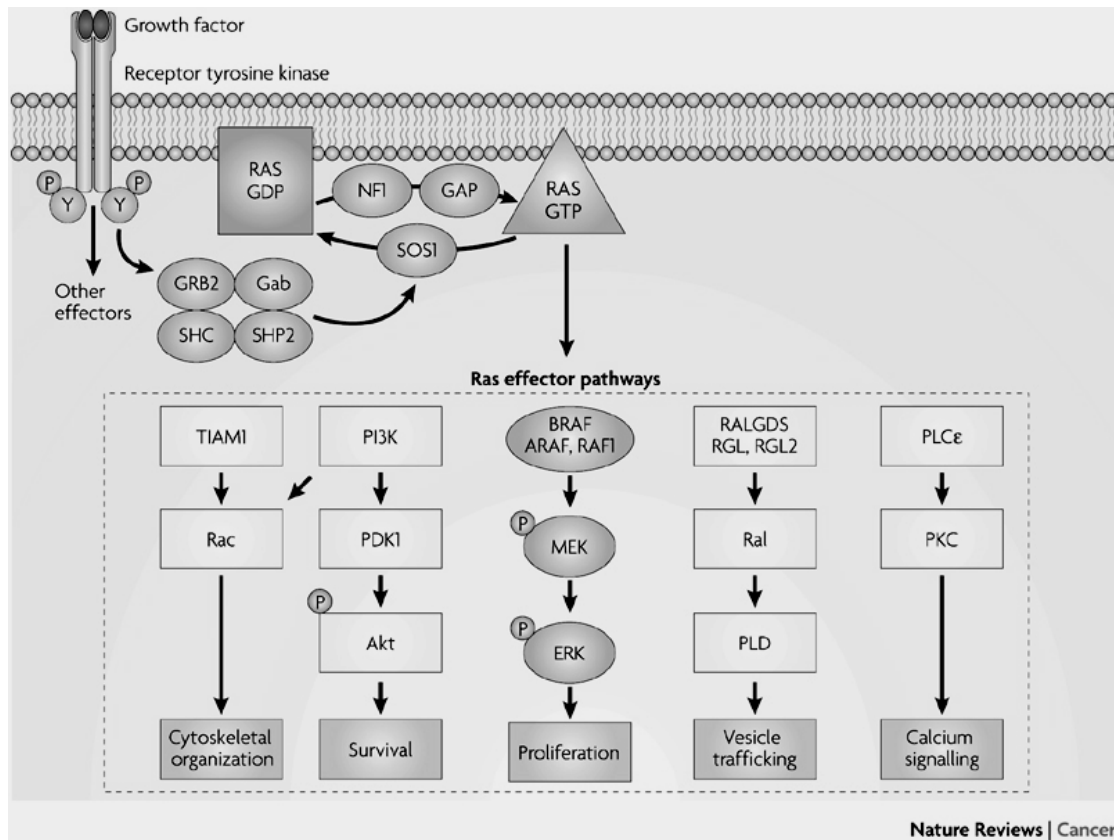 Growth factor
Receptor tyrosine kinase
RAS
GDP
NF1
GAP
RAS
GTP
P
P
Y
Y
SOS1
Other
effectors
GRB2
Gab
SHC
SHP2
Ras effector pathways
TIAM1
PI3K
BRAF
ARAF, RAF1
RALGDS
RGL, RGL2
PLCε
Rac
PDK1
P
MEK
Ral
PKC
P
Akt
P
ERK
PLD
Cytoskeletal
organization
Survival
Proliferation
Vesicle
trafficking
Calcium
signalling
Nature Reviews | Cancer